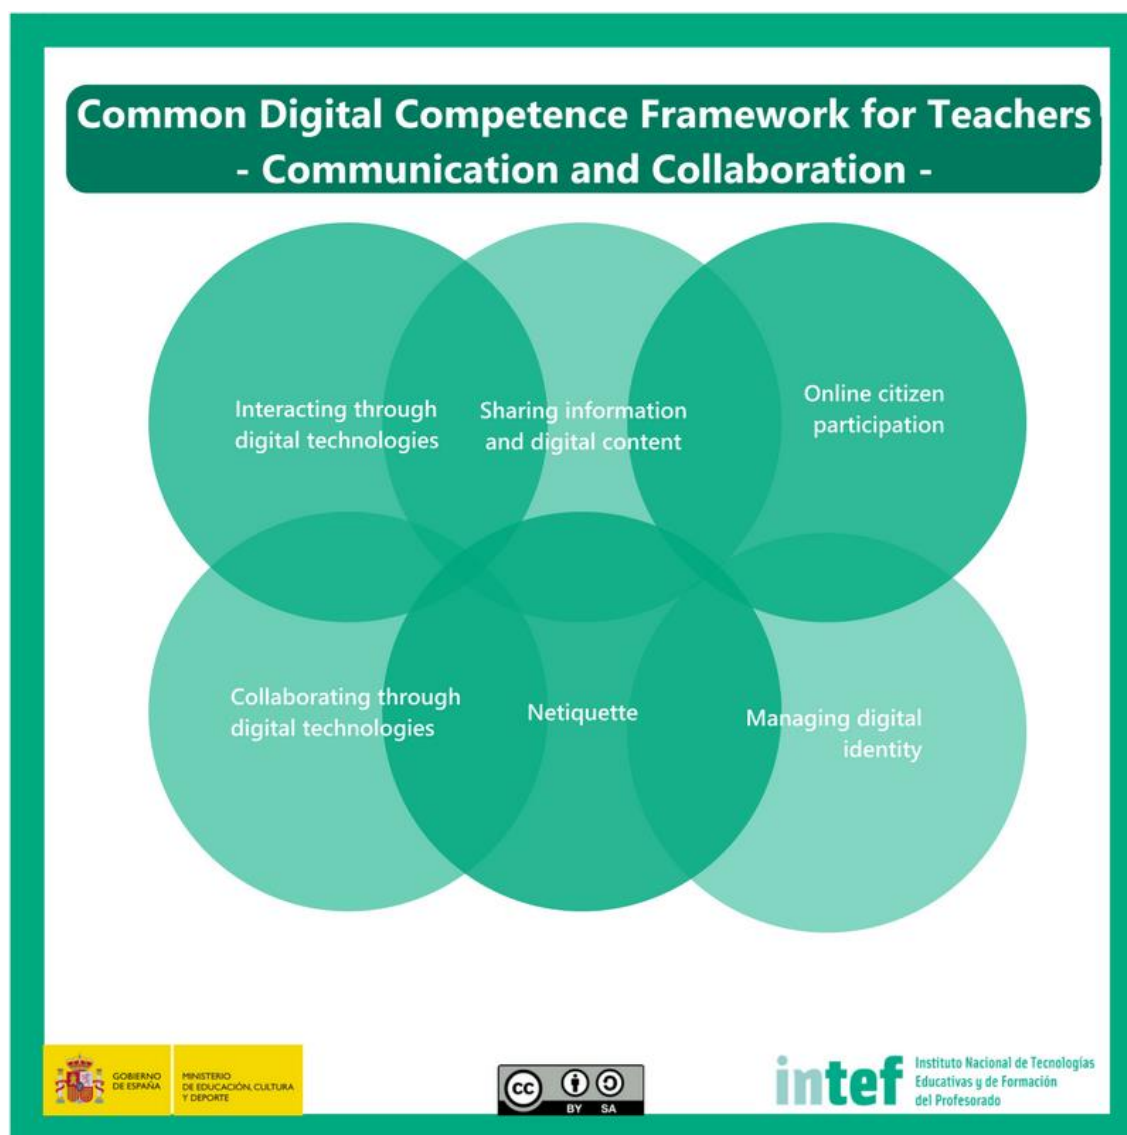 Common Digital Competence Framework for Teachers
- Communication and Collaboration -
Interacting through
digital technologies
Sharing information
and digital content
Online citizen
participation
Collaborating through
digital technologies
Netiquette
Managing digital
identity
GOBIERNO
DE ESPAÑA
MINISTERIO
DE EDUCACIÓN, CULTURA
Y DEPORTE
cc
BY SA
intef
Instituto Nacional de Tecnologías
Educativas y de Formación
del Profesorado